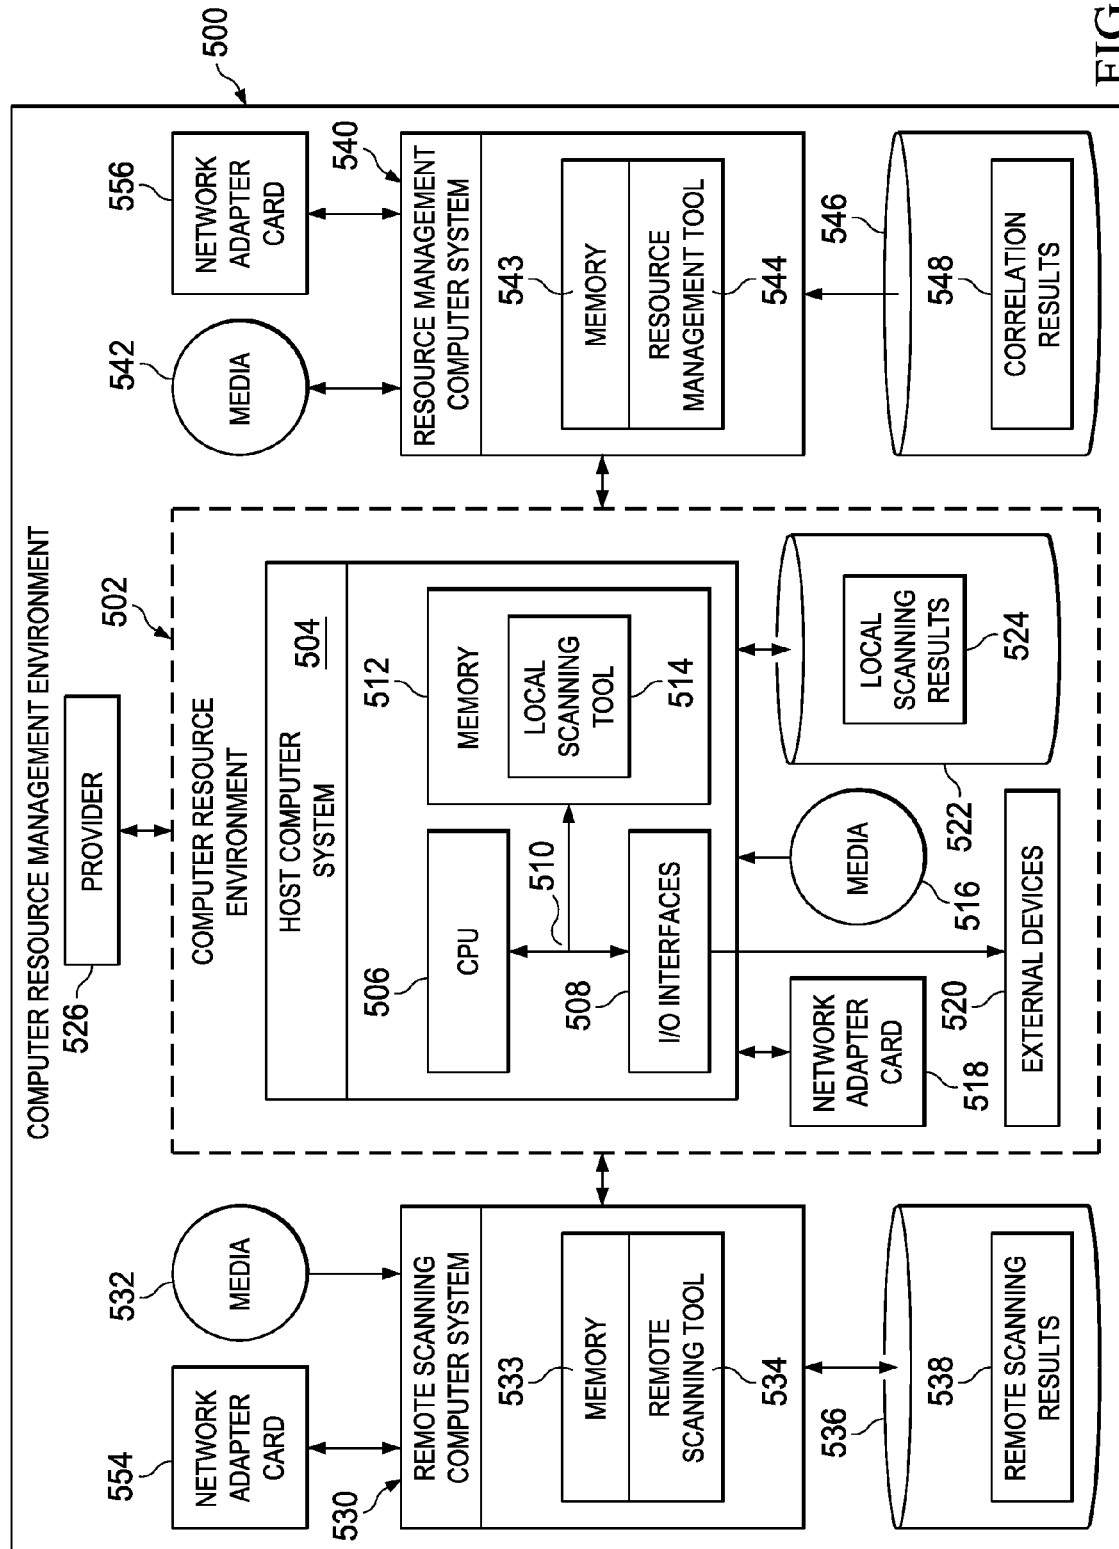 COMPUTER RESOURCE MANAGEMENT ENVIRONMENT
500
526
PROVIDER
502
COMPUTER RESOURCE
ENVIRONMENT
HOST COMPUTER
SYSTEM
504
506
CPU
510
508
I/O INTERFACES
512
MEMORY
LOCAL
SCANNING
TOOL
514
NETWORK
ADAPTER
CARD
518
MEDIA
516
520
EXTERNAL DEVICES
522
LOCAL
SCANNING
RESULTS
524
554
NETWORK
ADAPTER
CARD
532
MEDIA
530
REMOTE SCANNING
COMPUTER SYSTEM
533
MEMORY
REMOTE
SCANNING TOOL
534
536
538
REMOTE SCANNING
RESULTS
542
MEDIA
556
NETWORK
ADAPTER
CARD
540
RESOURCE MANAGEMENT
COMPUTER SYSTEM
543
MEMORY
RESOURCE
MANAGEMENT TOOL
544
546
548
CORRELATION
RESULTS
FIG